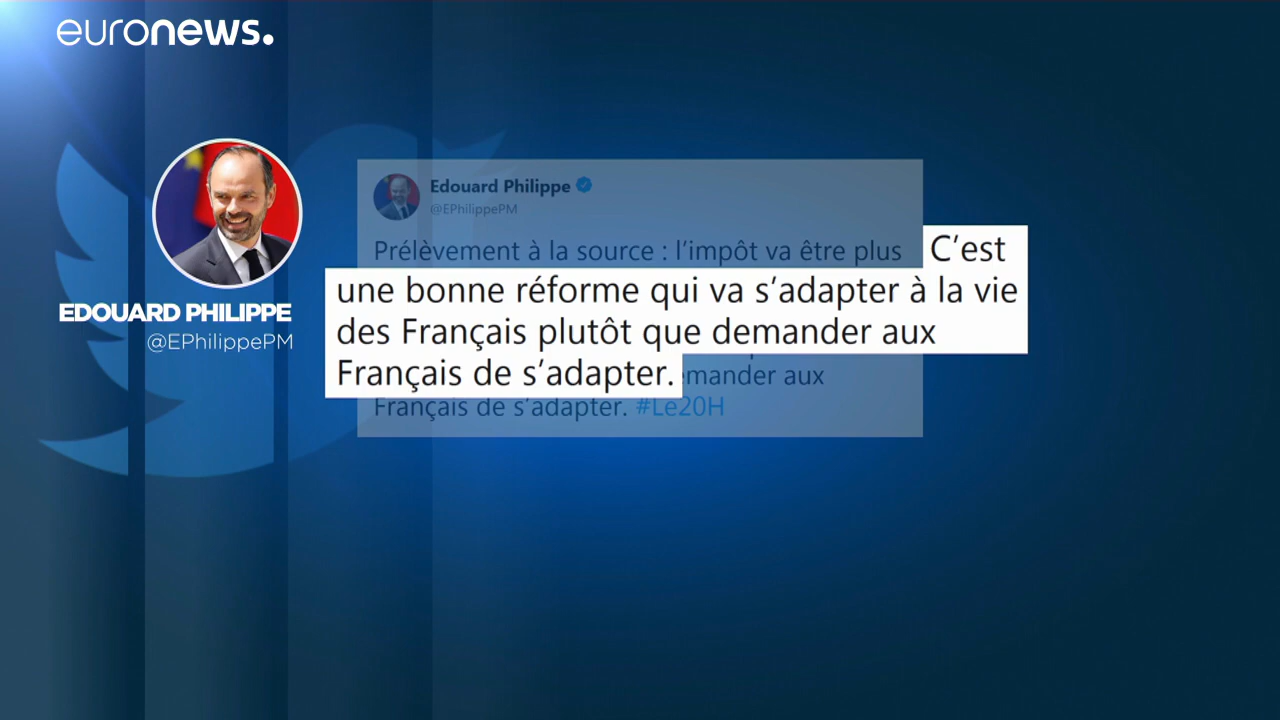 euronews.
EDOUARD PHILIPPE
@EPhilippePM
Edouard Philippe
@EPhilippePM
Prélèvement à la source : l’impôt va être plus
C’est
une bonne réforme qui va s’adapter à la vie
des Français plutôt que demander aux
Français de s’adapter.
emander aux
Français de s’adapter. #Le20H